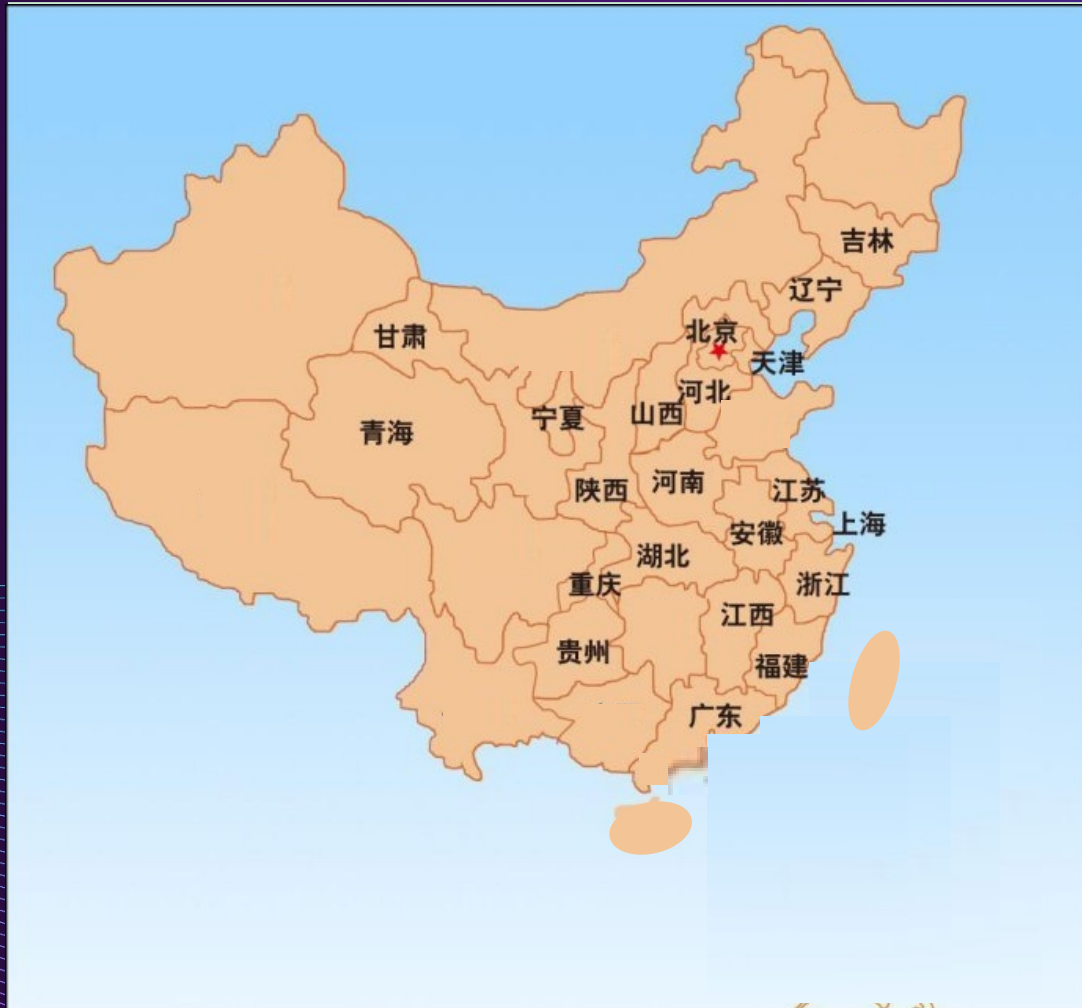 吉林
辽宁
北京
甘肃
天津
河北
山西
宁夏
青海
河南
陕西
江苏
上海
安徽
湖北
重庆
浙江
江西
贵州
福建
广东